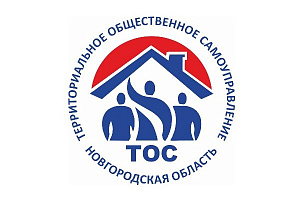 ТЕРРИТОРИАЛЬНОЕ ОБЩЕСТВЕННОЕ САМОУПРАВЛЕНИЕ
ТОС
НОВГОРОДСКАЯ ОБЛАСТЬ